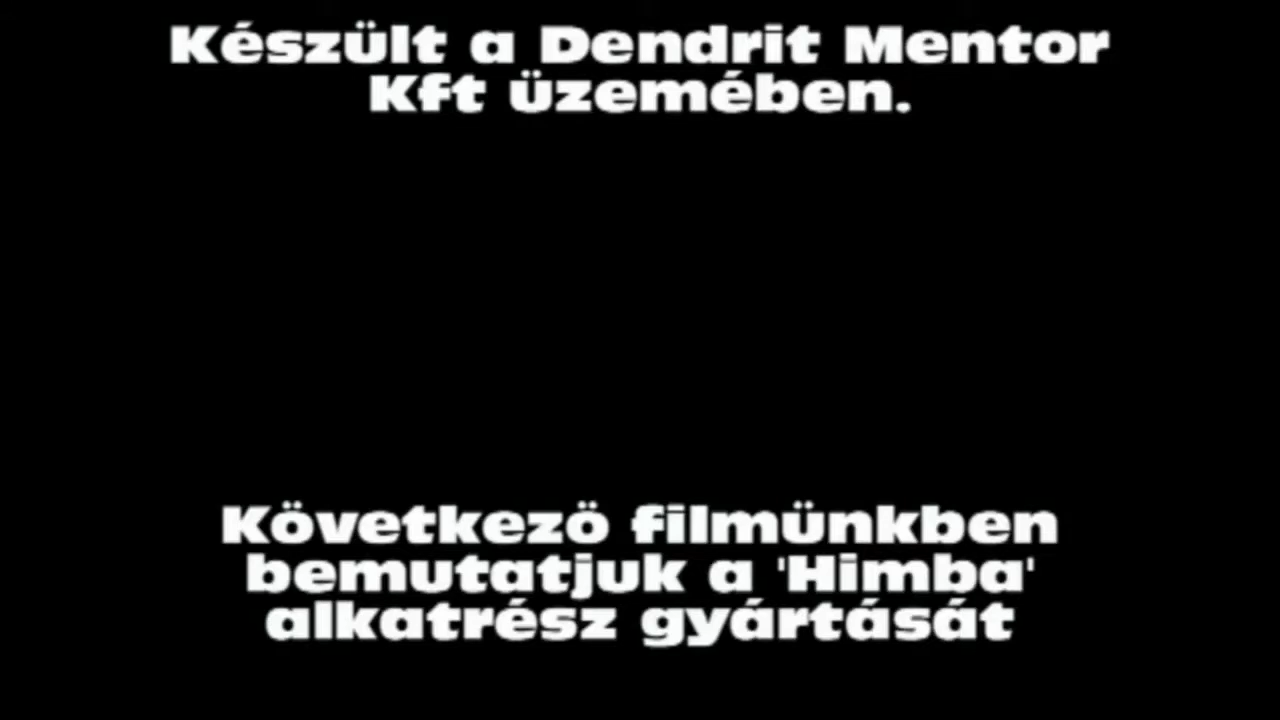 Készült a Dendrit Mentor
Kft üzemében.
Következö filmünkben
bemutatjuk a 'Himba'
alkatrész gyártását